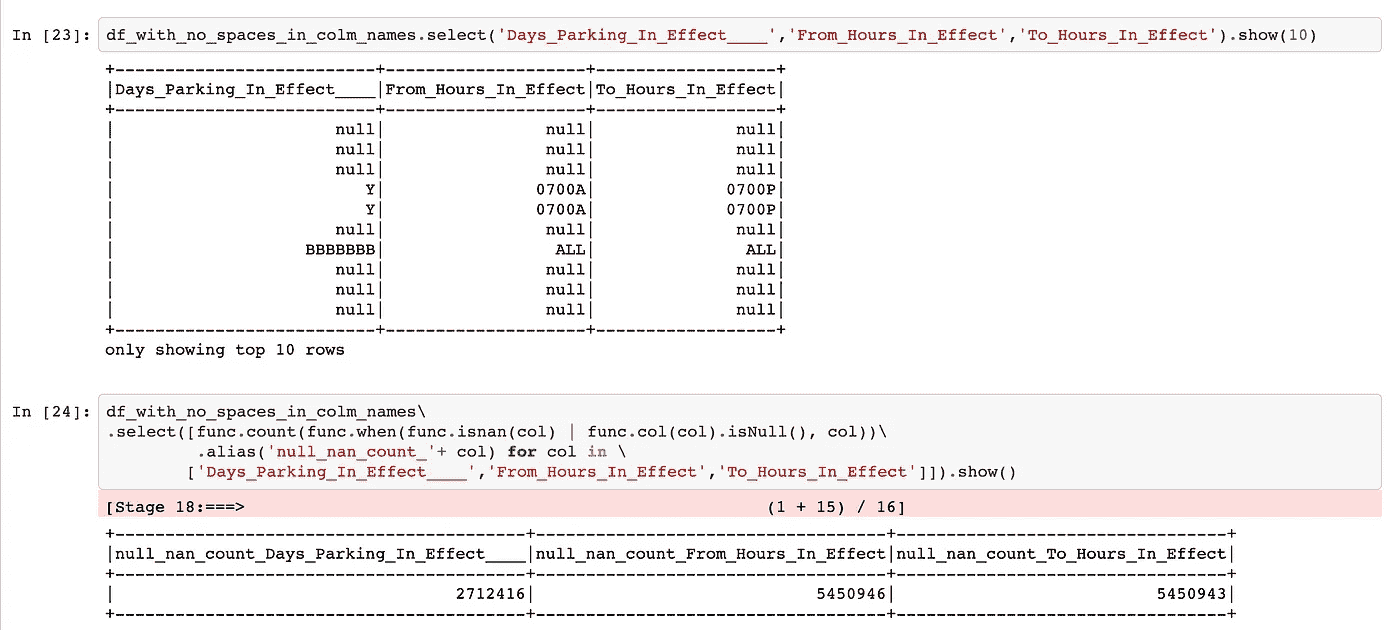 In [23]: df_with_no_spaces_in_colm_names.select('Days_Parking_In_Effect____','From_Hours_In_Effect','To_Hours_In_Effect').show(10)
+--------------------------+--------------------+------------------+
|Days_Parking_In_Effect____|From_Hours_In_Effect|To_Hours_In_Effect|
+--------------------------+--------------------+------------------+
|                      null|                null|              null|
|                      null|                null|              null|
|                      null|                null|              null|
|                         Y|               0700A|             0700P|
|                         Y|               0700A|             0700P|
|                      null|                null|              null|
|                   BBBBBBB|                 ALL|               ALL|
|                      null|                null|              null|
|                      null|                null|              null|
|                      null|                null|              null|
+--------------------------+--------------------+------------------+
only showing top 10 rows
In [24]: df_with_no_spaces_in_colm_names\
.select([func.count(func.when(func.isnan(col) | func.col(col).isNull(), col))\
         .alias('null_nan_count_'+ col) for col in \
        ['Days_Parking_In_Effect____','From_Hours_In_Effect','To_Hours_In_Effect']]).show()
[Stage 18:===>                                                    (1 + 15) / 16]
+-----------------------------------------+-----------------------------------+---------------------------------+
|null_nan_count_Days_Parking_In_Effect____|null_nan_count_From_Hours_In_Effect|null_nan_count_To_Hours_In_Effect|
+-----------------------------------------+-----------------------------------+---------------------------------+
|                                  2712416|                            5450946|                          5450943|
+-----------------------------------------+-----------------------------------+---------------------------------+